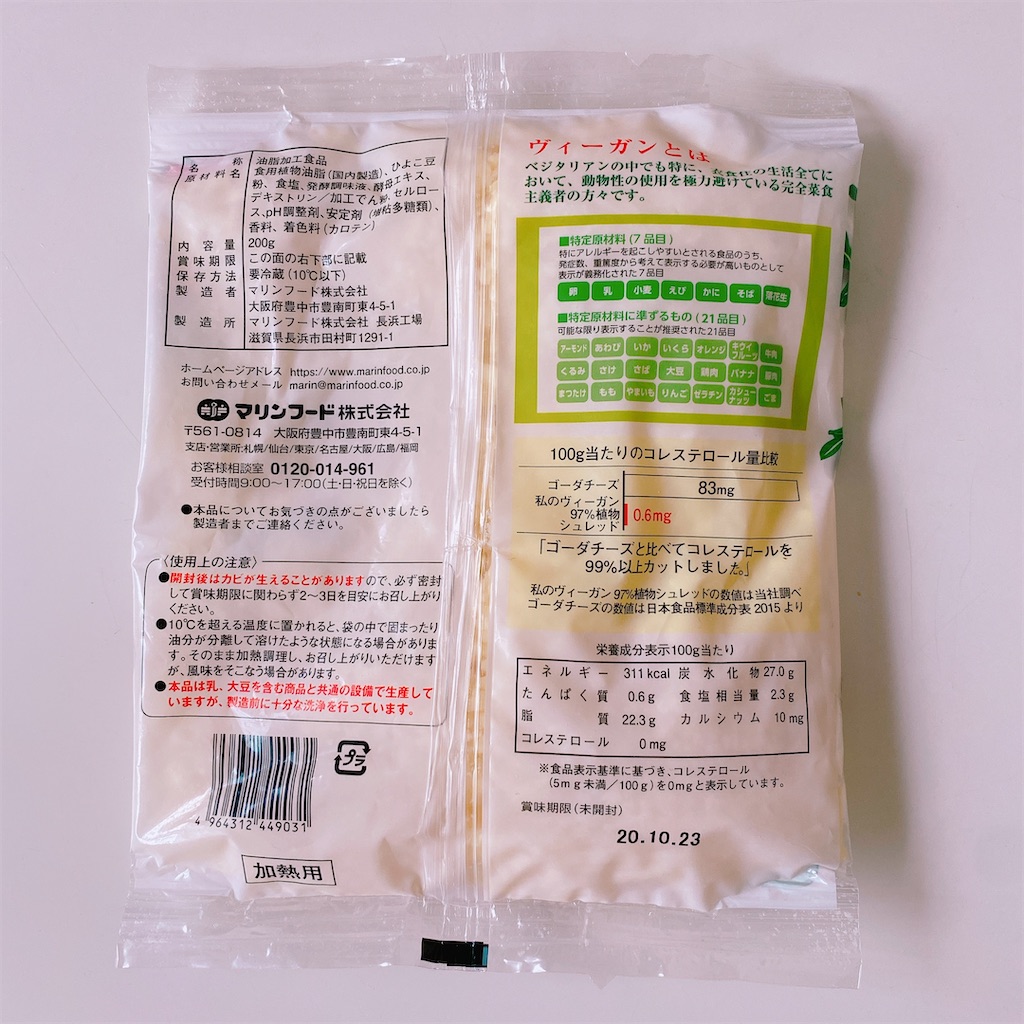 名称 油脂加工食品
原材料名 食用植物油脂(国内製造)、ひよこ豆
粉、食塩、発酵調味液、酵母エキス、
デキストリン/加工でん粉、セルロー
ス、pH調整剤、安定剤(増粘多糖類)、
香料、着色料(カロテン)
内容量 200g
賞味期限 この面の右下部に記載
保存方法 要冷蔵(10℃以下)
製造者 マリンフード株式会社
大阪府豊中市豊南町東4-5-1
製造所 マリンフード株式会社 長浜工場
滋賀県長浜市田村町1291-1
ホームページアドレス https://www.marinfood.co.jp
お問い合わせメール marin@marinfood.co.jp
マリンフード株式会社
〒561-0814 大阪府豊中市豊南町東4-5-1
支店・営業所:札幌/仙台/東京/名古屋/大阪/広島/福岡
お客様相談室 0120-014-961
受付時間9:00〜17:00(土・日・祝日を除く)
●本品についてお気づきの点がございましたら
製造者までご連絡ください。
〈使用上の注意〉
●開封後はカビが生えることがありますので、必ず密封
して賞味期限に関わらず2〜3日を目安にお召し上がり
ください。
●10℃を超える温度に置かれると、袋の中で固まったり
油分が分離して溶けたような状態になる場合がありま
す。そのまま加熱調理し、お召し上がりいただけます
が、風味をそこなう場合があります。
●本品は乳、大豆を含む商品と共通の設備で生産して
いますが、製造前に十分な洗浄を行っています。
プラ
4 964312 449031
加熱用
ヴィーガンとは
ベジタリアンの中でも特に、衣食住の生活全てに
おいて、動物性の使用を極力避けている完全菜食
主義者の方々です。
■特定原材料(7品目)
特にアレルギーを起こしやすいとされる食品のうち、
発症数、重篤度から考えて表示する必要が高いものとして
表示が義務化された7品目
卵 乳 小麦 えび かに そば 落花生
■特定原材料に準ずるもの(21品目)
可能な限り表示することが推奨された21品目
アーモンド あわび いか いくら オレンジ キウイフルーツ 牛肉
くるみ さけ さば 大豆 鶏肉 バナナ 豚肉
まつたけ もも やまいも りんご ゼラチン カシューナッツ ごま
100g当たりのコレステロール量比較
ゴーダチーズ 83mg
私のヴィーガン
97%植物 0.6mg
シュレッド
「ゴーダチーズと比べてコレステロールを
99%以上カットしました。」
私のヴィーガン 97%植物シュレッドの数値は当社調べ
ゴーダチーズの数値は日本食品標準成分表 2015 より
栄養成分表示100g当たり
エネルギー 311kcal 炭水化物 27.0g
たんぱく質 0.6g 食塩相当量 2.3g
脂質 22.3g カルシウム 10mg
コレステロール 0mg
※食品表示基準に基づき、コレステロール
(5mg未満/100g)を0mgと表示しています。
賞味期限(未開封)
20.10.23